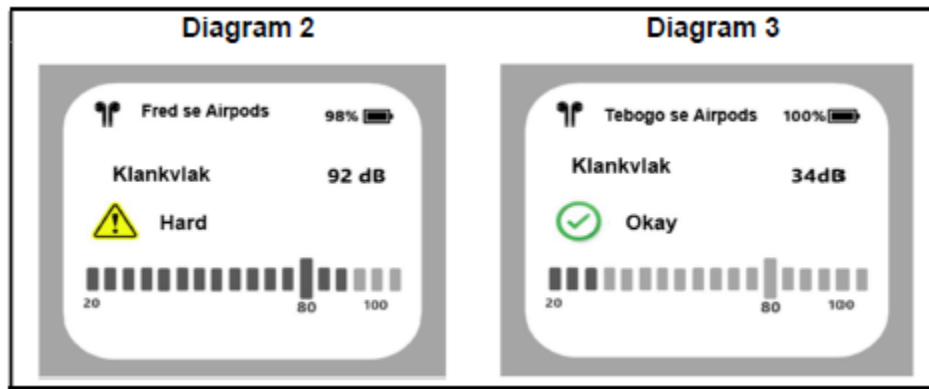 Diagram 2
Diagram 3
Fred se Airpods 98%
Klankvlak 92 dB
Hard
20 80 100
Tebogo se Airpods 100%
Klankvlak 34dB
Okay
20 80 100